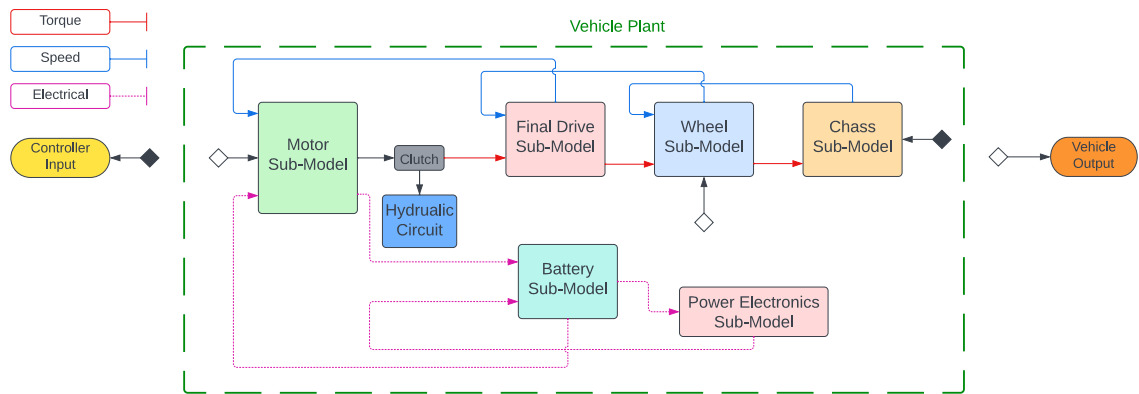 Torque
Speed
Electrical
Controller
Input
Vehicle Plant
Motor
Sub-Model
Clutch
Hydrualic
Circuit
Final Drive
Sub-Model
Wheel
Sub-Model
Chass
Sub-Model
Battery
Sub-Model
Power Electronics
Sub-Model
Vehicle
Output